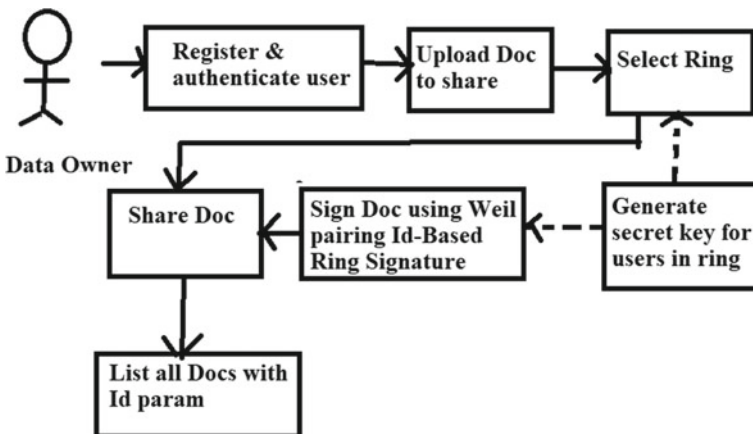 Register &
authenticate user
Upload Doc
to share
Select Ring
Data Owner
Share Doc
Sign Doc using Weil
pairing Id-Based
Ring Signature
Generate
secret key for
users in ring
List all Docs with
Id param